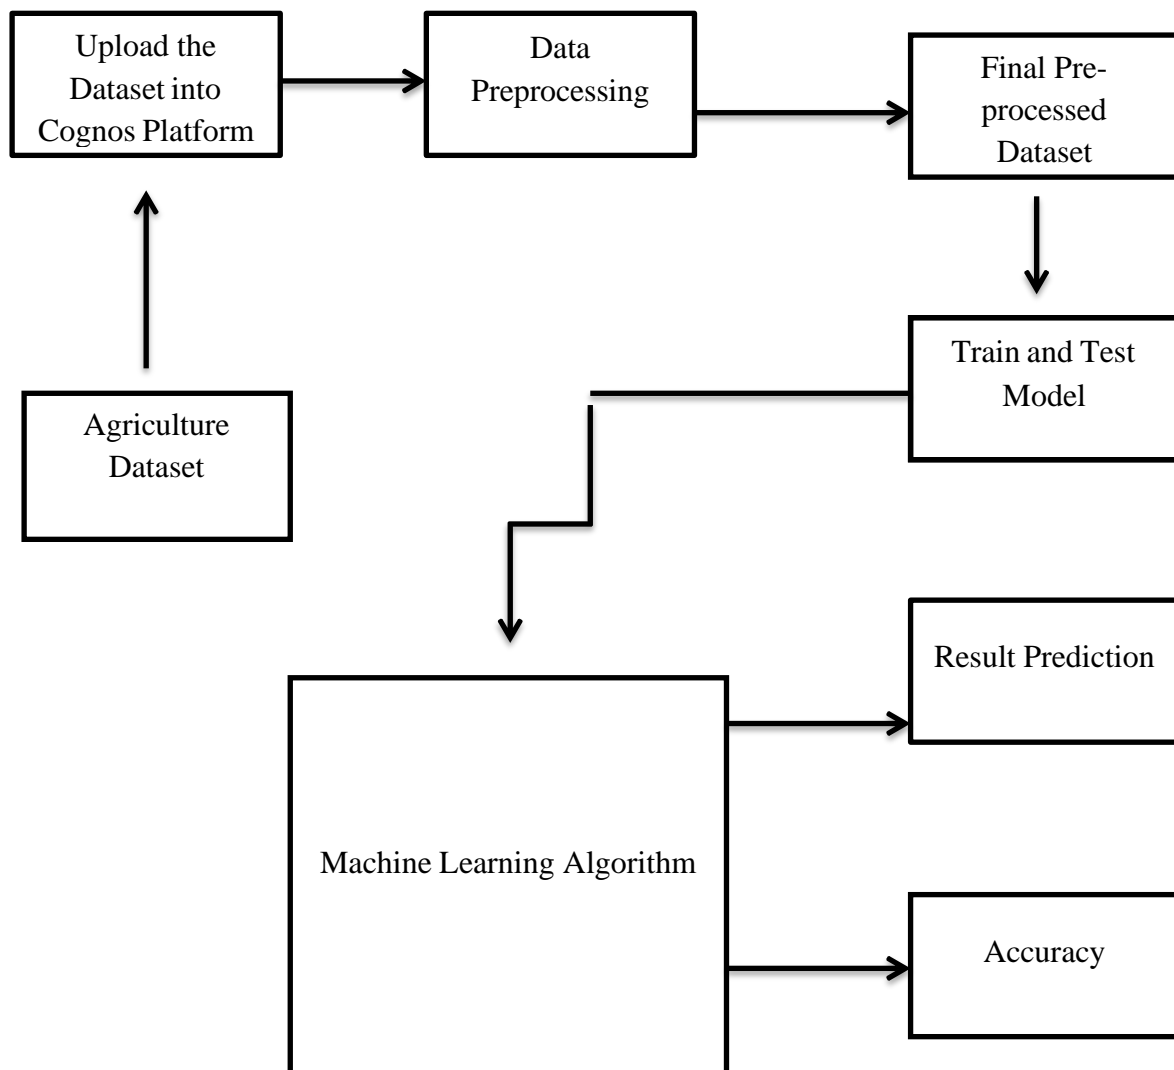 Upload the
Dataset into
Cognos Platform
Data
Preprocessing
Final Pre-
processed
Dataset
Agriculture
Dataset
Train and Test
Model
Machine Learning Algorithm
Result Prediction
Accuracy